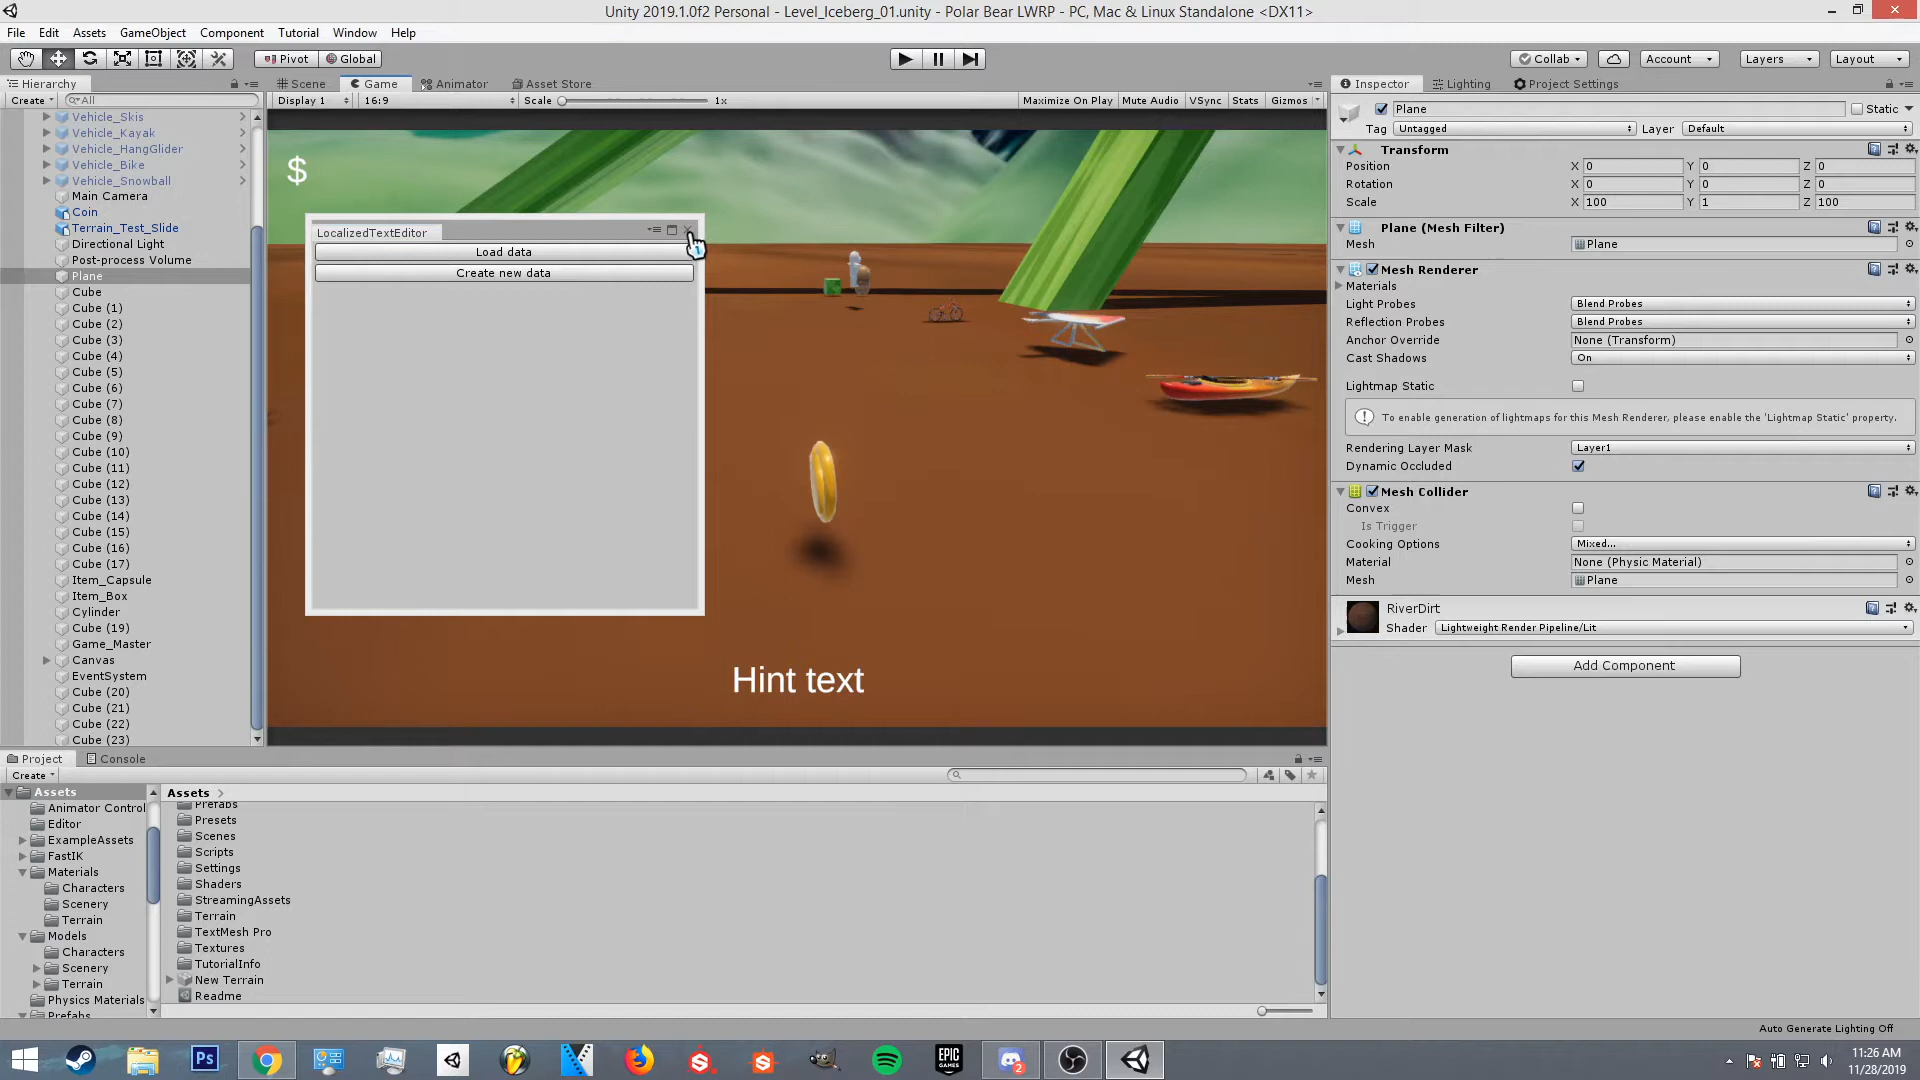 Unity 2019.1.0f2 Personal - Level_Iceberg_01.unity - Polar Bear LWRP - PC, Mac & Linux Standalone <DX11>
File Edit Assets GameObject Component Tutorial Window Help
Pivot Global Collab Account Layers Layout
Hierarchy Scene Game Animator Asset Store Inspector Lighting Project Settings
Create All Display 1 16:9 Scale 1x Maximize On Play Mute Audio VSync Stats Gizmos
Vehicle_Skis
Vehicle_Kayak
Vehicle_HangGlider
Vehicle_Bike
Vehicle_Snowball
Main Camera
Coin
Terrain_Test_Slide
Directional Light
Post-process Volume
Plane
Cube
Cube (1)
Cube (2)
Cube (3)
Cube (4)
Cube (5)
Cube (6)
Cube (7)
Cube (8)
Cube (9)
Cube (10)
Cube (11)
Cube (12)
Cube (13)
Cube (14)
Cube (15)
Cube (16)
Cube (17)
Item_Capsule
Item_Box
Cylinder
Cube (19)
Game_Master
Canvas
EventSystem
Cube (20)
Cube (21)
Cube (22)
Cube (23)
$
LocalizedTextEditor
Load data
Create new data
Hint text
Plane Static
Tag Untagged Layer Default
Transform
Position X 0 Y 0 Z 0
Rotation X 0 Y 0 Z 0
Scale X 100 Y 1 Z 100
Plane (Mesh Filter)
Mesh Plane
Mesh Renderer
Materials
Light Probes Blend Probes
Reflection Probes Blend Probes
Anchor Override None (Transform)
Cast Shadows On
Lightmap Static
To enable generation of lightmaps for this Mesh Renderer, please enable the 'Lightmap Static' property.
Rendering Layer Mask Layer1
Dynamic Occluded
Mesh Collider
Convex
Is Trigger
Cooking Options Mixed...
Material None (Physic Material)
Mesh Plane
RiverDirt
Shader Lightweight Render Pipeline/Lit
Add Component
Project Console
Create
Assets
Animator Control
Editor
ExampleAssets
FastIK
Materials
Characters
Scenery
Terrain
Models
Characters
Scenery
Terrain
Physics Materials
Prefabs
Assets
Prefabs
Presets
Scenes
Scripts
Settings
Shaders
StreamingAssets
Terrain
TextMesh Pro
Textures
TutorialInfo
New Terrain
Readme
Auto Generate Lighting Off
Ps
EPIC GAMES
2
11:26 AM
11/28/2019